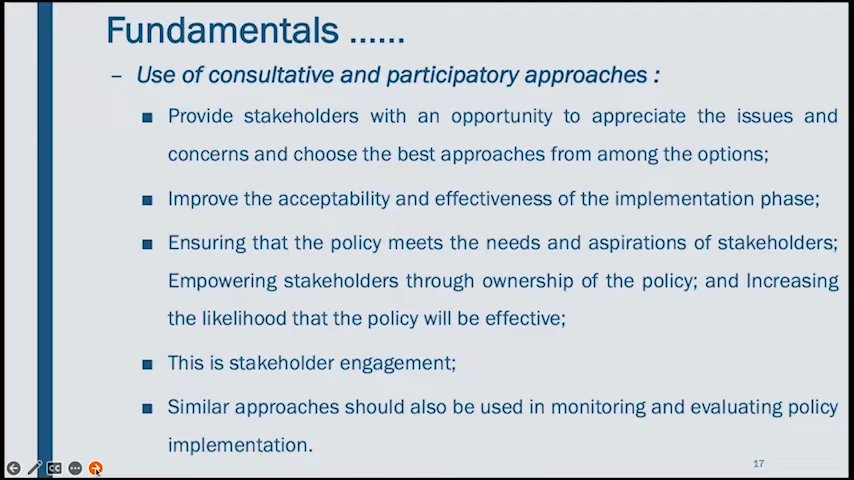 Fundamentals ......
– Use of consultative and participatory approaches :
■ Provide stakeholders with an opportunity to appreciate the issues and
concerns and choose the best approaches from among the options;
■ Improve the acceptability and effectiveness of the implementation phase;
■ Ensuring that the policy meets the needs and aspirations of stakeholders;
Empowering stakeholders through ownership of the policy; and Increasing
the likelihood that the policy will be effective;
■ This is stakeholder engagement;
■ Similar approaches should also be used in monitoring and evaluating policy
implementation.
CC
17